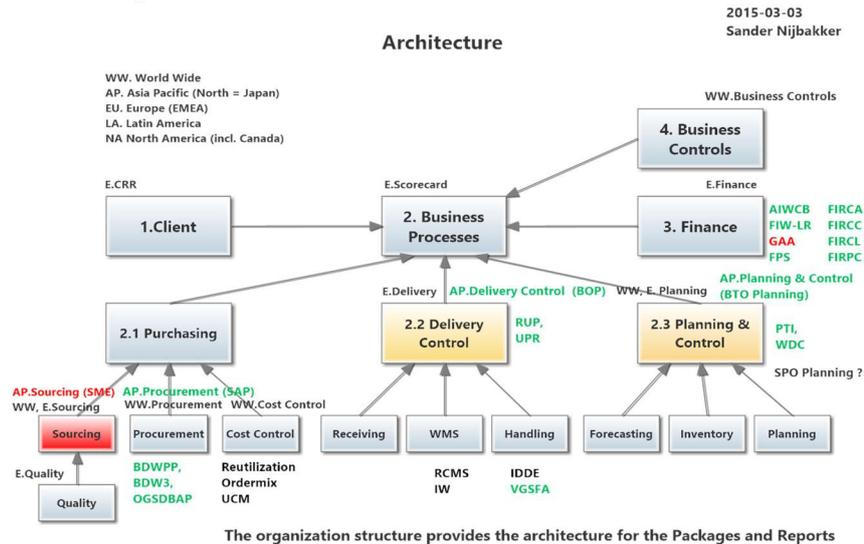 2015-03-03
Sander Nijbakker
Architecture
WW. World Wide
AP. Asia Pacific (North = Japan)
EU. Europe (EMEA)
LA. Latin America
NA North America (incl. Canada)
WW.Business Controls
4. Business
Controls
E.CRR
E.Scorecard
E.Finance
1.Client
2. Business
Processes
3. Finance
AIWCB FIRCA
FIW-LR FIRCC
GAA FIRCL
FPS FIRPC
AP.Planning & Control
(BTO Planning)
E.Delivery
AP.Delivery Control (BOP)
WW, E. Planning
2.1 Purchasing
2.2 Delivery
Control
RUP,
UPR
2.3 Planning &
Control
PTI,
WDC
SPO Planning ?
AP.Sourcing (SME)
AP.Procurement (SAP)
WW, E.Sourcing
WW.Procurement
WW.Cost Control
Sourcing
Procurement
Cost Control
Receiving
WMS
Handling
Forecasting
Inventory
Planning
E.Quality
BDWPP,
BDW3,
OGSDBAP
Reutilization
Ordermix
UCM
RCMS
IW
IDDE
VGSFA
Quality
The organization structure provides the architecture for the Packages and Reports